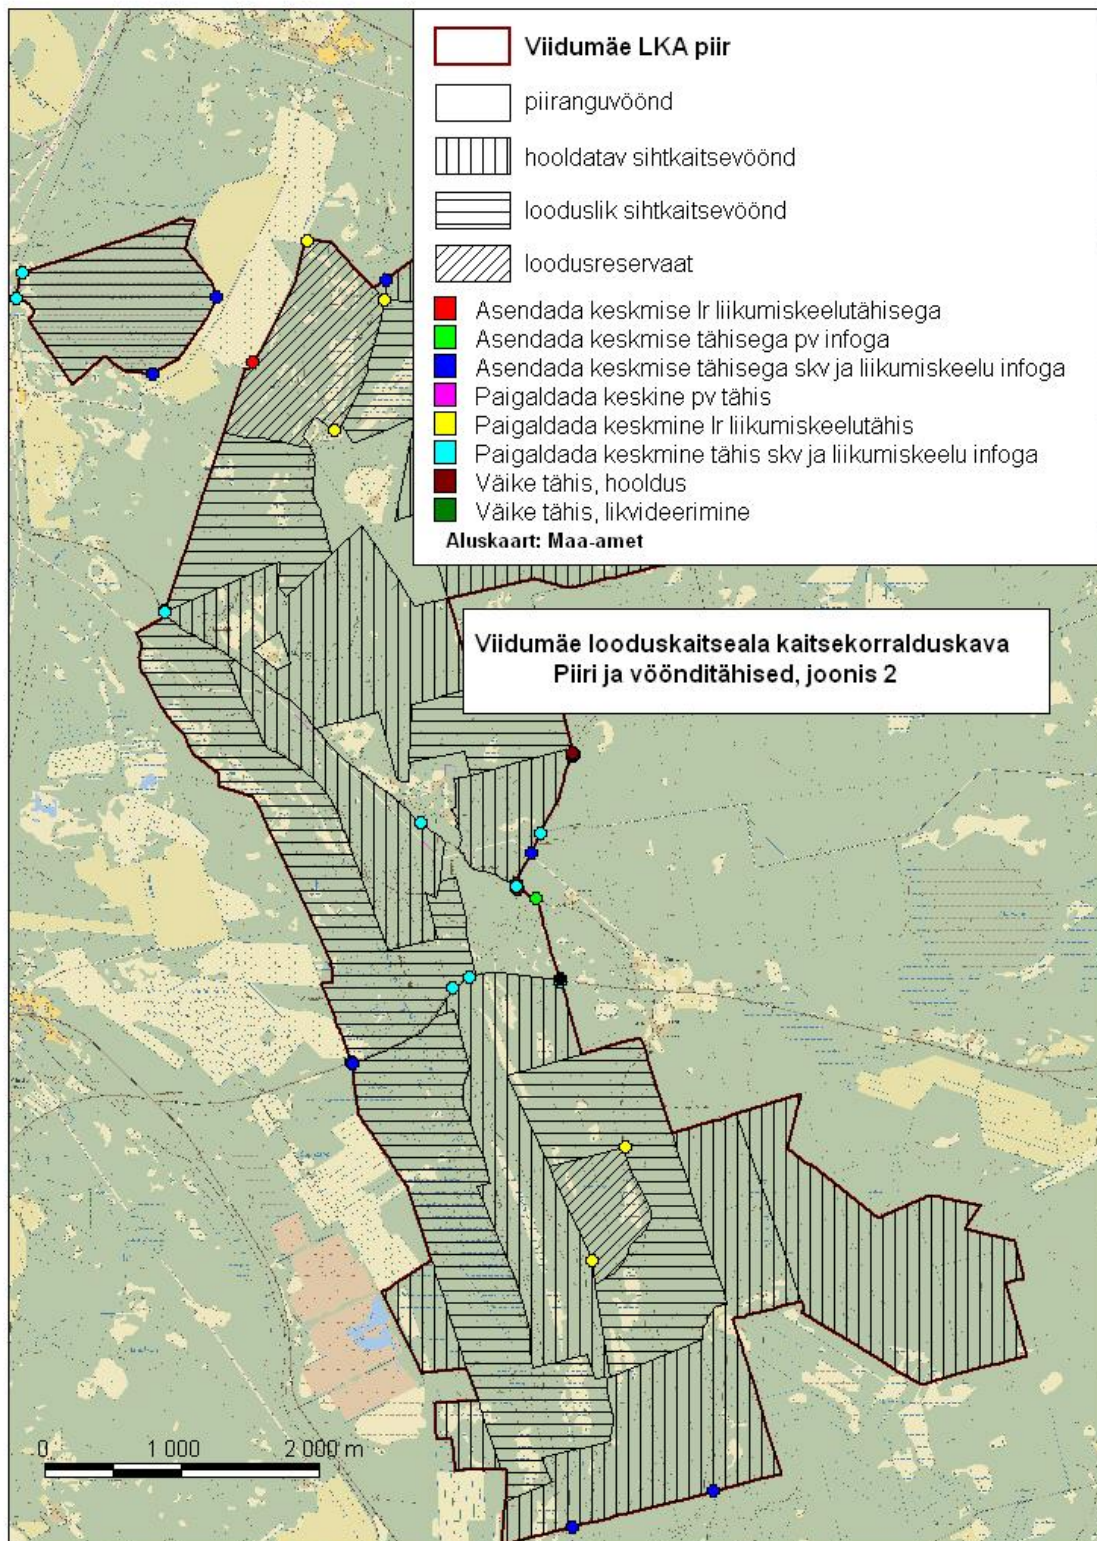 Viidumäe LKA piir
piiranguvöönd
hooldatav sihtkaitsevöönd
looduslik sihtkaitsevöönd
loodusreservaat
Asendada keskmise lr liikumiskeelutähisega
Asendada keskmise tähisega pv infoga
Asendada keskmise tähisega skv ja liikumiskeelu infoga
Paigaldada keskine pv tähis
Paigaldada keskmine lr liikumiskeelutähis
Paigaldada keskmine tähis skv ja liikumiskeelu infoga
Väike tähis, hooldus
Väike tähis, likvideerimine
Aluskaart: Maa-amet
Viidumäe looduskaitseala kaitsekorralduskava
Piiri ja vöönditähised, joonis 2
0 1 000 2 000 m